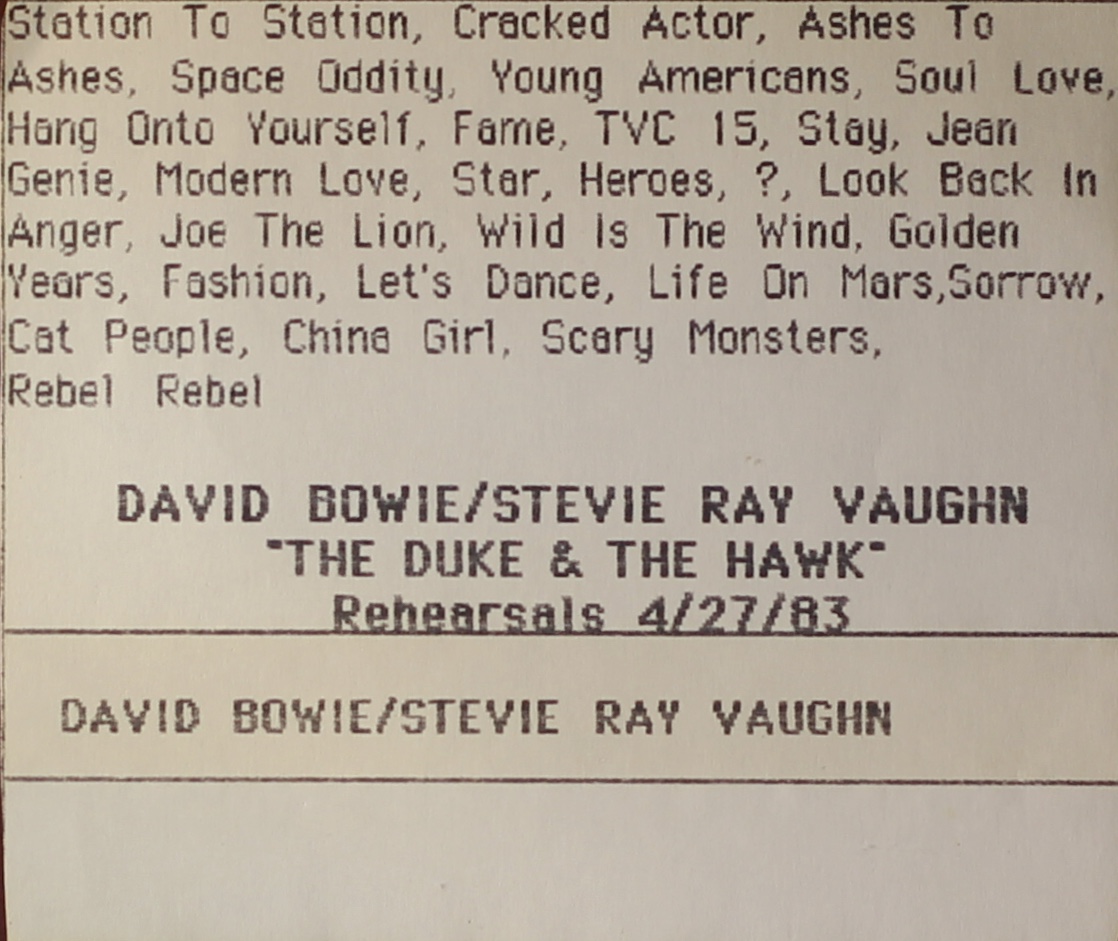 Station To Station, Cracked Actor, Ashes To
Ashes, Space Oddity, Young Americans, Soul Love,
Hang Onto Yourself, Fame, TVC 15, Stay, Jean
Genie, Modern Love, Star, Heroes, ?, Look Back In
Anger, Joe The Lion, Wild Is The Wind, Golden
Years, Fashion, Let's Dance, Life On Mars,Sorrow,
Cat People, China Girl, Scary Monsters,
Rebel Rebel
DAVID BOWIE/STEVIE RAY VAUGHN
"THE DUKE & THE HAWK"
Rehearsals 4/27/83
DAVID BOWIE/STEVIE RAY VAUGHN